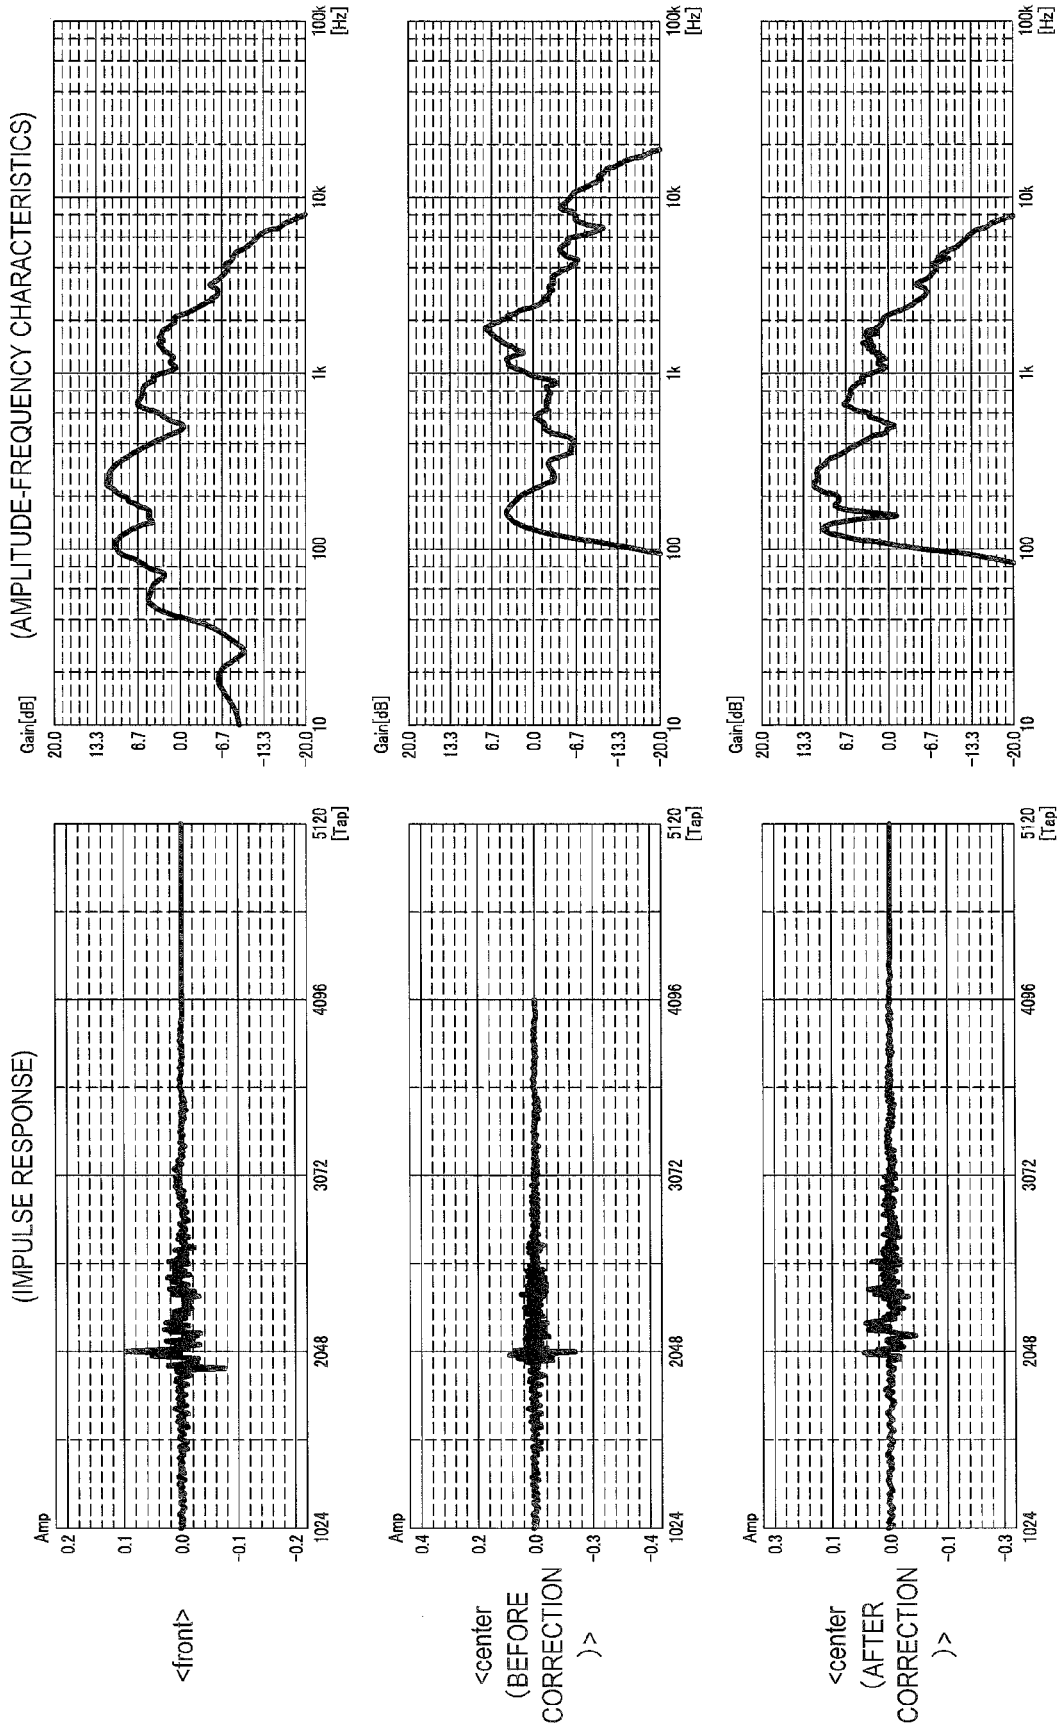 (IMPULSE RESPONSE)
(AMPLITUDE-FREQUENCY CHARACTERISTICS)
<front>
Amp
0.2
0.1
0.0
-0.1
-0.2
1024
2048
3072
4096
5120
[Tap]
Gain[dB]
20.0
13.3
6.7
0.0
-6.7
-13.3
-20.0
10
100
1k
10k
100k
[Hz]
<center
(BEFORE
CORRECTION
)>
Amp
0.4
0.2
0.0
-0.3
-0.4
1024
2048
3072
4096
5120
[Tap]
Gain[dB]
20.0
13.3
6.7
0.0
-6.7
-13.3
-20.0
10
100
1k
10k
100k
[Hz]
<center
(AFTER
CORRECTION
)>
Amp
0.3
0.1
0.0
-0.1
-0.3
1024
2048
3072
4096
5120
[Tap]
Gain[dB]
20.0
13.3
6.7
0.0
-6.7
-13.3
-20.0
10
100
1k
10k
100k
[Hz]